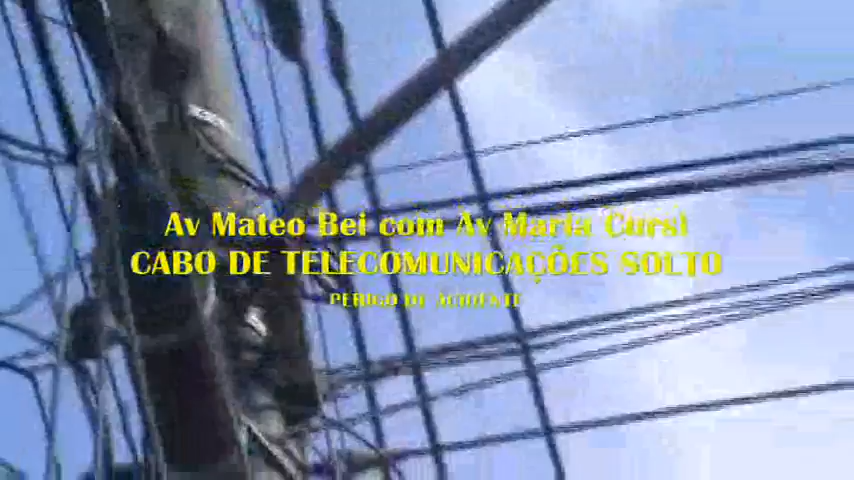 Av Mateo Bei com Av Maria Cursi
CABO DE TELECOMUNICAÇÕES SOLTO
PERIGO DE ACIDENTE